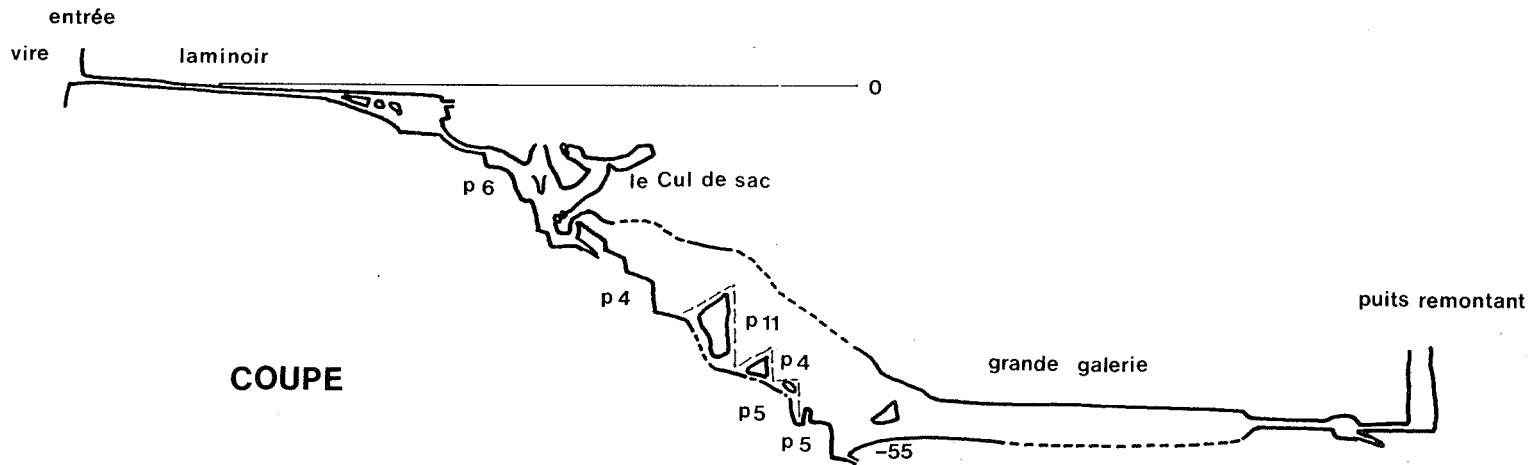 entrée
vire
laminoir
0
p 6
le Cul de sac
p 4
p 11
puits remontant
p 4
grande galerie
COUPE
p 5
p 5
-55